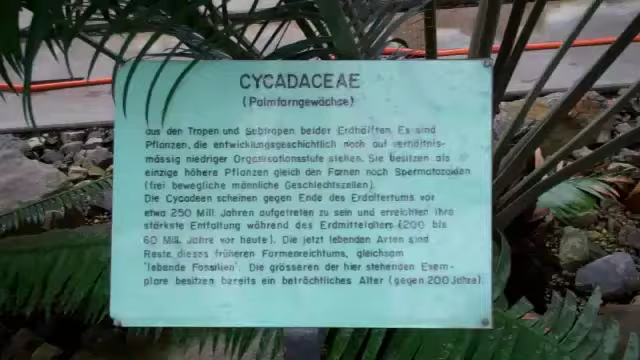 CYCADACEAE
(Palmfarngewächse)
aus den Tropen und Subtropen beider Erdhälften. Es sind
Pflanzen, die entwicklungsgeschichtlich noch auf verhältnis-
mässig niedriger Organisationsstufe stehen. Sie besitzen als
einzige höhere Pflanzen gleich den Farnen noch Spermatozoiden
(frei bewegliche männliche Geschlechtszellen).
Die Cycadeen scheinen gegen Ende des Erdaltertums vor
etwa 250 Mill. Jahren aufgetreten zu sein und erreichten ihre
stärkste Entfaltung während des Erdmittelalters (200 bis
60 Mill. Jahre vor heute). Die jetzt lebenden Arten sind
Reste dieses früheren Formenreichtums, gleichsam
"lebende Fossilien". Die grösseren der hier stehenden Exem-
plare besitzen bereits ein beträchtliches Alter (gegen 200 Jahre).